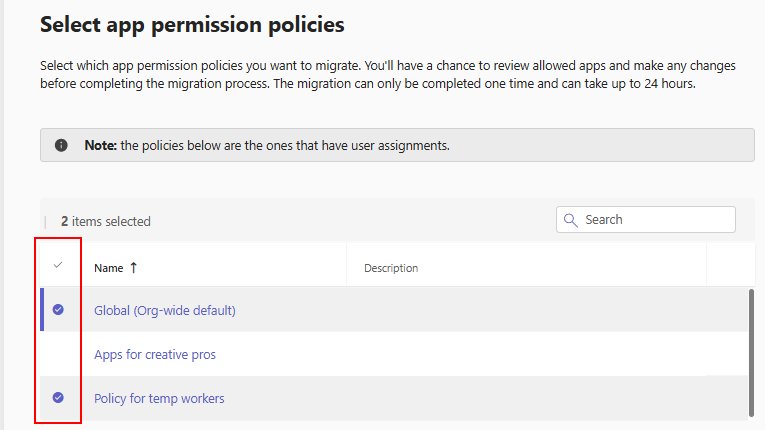 Select app permission policies
Select which app permission policies you want to migrate. You'll have a chance to review allowed apps and make any changes
before completing the migration process. The migration can only be completed one time and can take up to 24 hours.
Note: the policies below are the ones that have user assignments.
2 items selected
Search
Name ↑
Description
Global (Org-wide default)
Apps for creative pros
Policy for temp workers